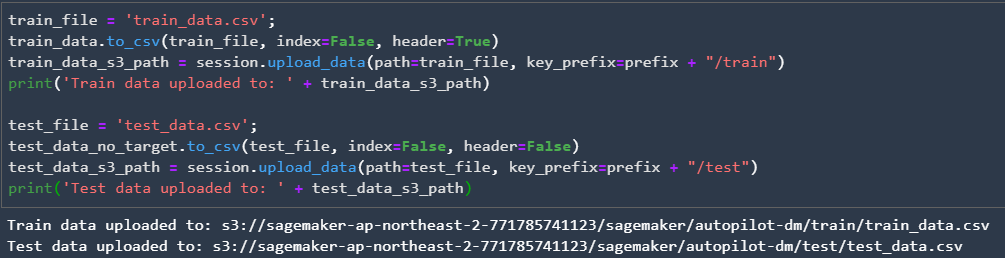 train_file = 'train_data.csv';
train_data.to_csv(train_file, index=False, header=True)
train_data_s3_path = session.upload_data(path=train_file, key_prefix=prefix + "/train")
print('Train data uploaded to: ' + train_data_s3_path)
test_file = 'test_data.csv';
test_data_no_target.to_csv(test_file, index=False, header=False)
test_data_s3_path = session.upload_data(path=test_file, key_prefix=prefix + "/test")
print('Test data uploaded to: ' + test_data_s3_path)
Train data uploaded to: s3://sagemaker-ap-northeast-2-771785741123/sagemaker/autopilot-dm/train/train_data.csv
Test data uploaded to: s3://sagemaker-ap-northeast-2-771785741123/sagemaker/autopilot-dm/test/test_data.csv